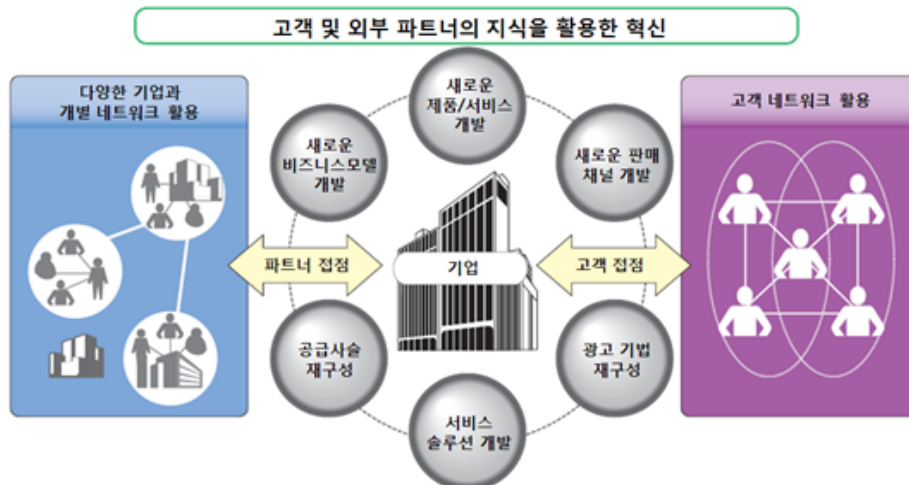 고객 및 외부 파트너의 지식을 활용한 혁신
다양한 기업과
개별 네트워크 활용
새로운
제품/서비스
개발
고객 네트워크 활용
새로운
비즈니스모델
개발
새로운 판매
채널 개발
파트너 접점
기업
고객 접점
공급사슬
재구성
광고 기법
재구성
서비스
솔루션 개발